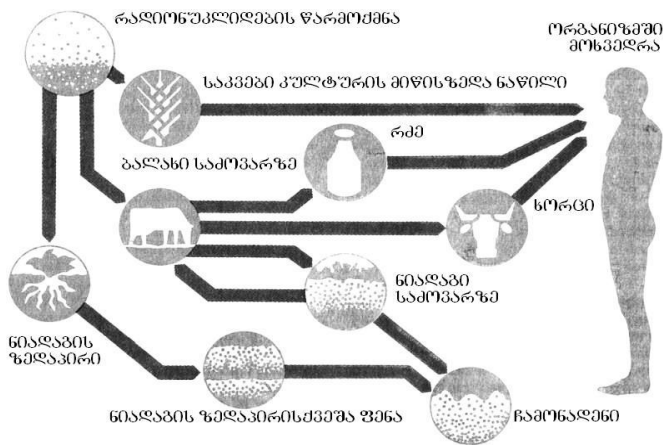 რადიონუკლიდების წარმოქმნა
ორგანიზმში
მოხვედრა
საკვები კულტურის მიწისზედა ნაწილი
რძე
ბალახი საძოვარზე
ხორცი
ნიადაგი
საძოვარზე
ნიადაგის
ზედაპირი
ნიადაგის ზედაპირისქვეშა ფენა
ჩამონადენი